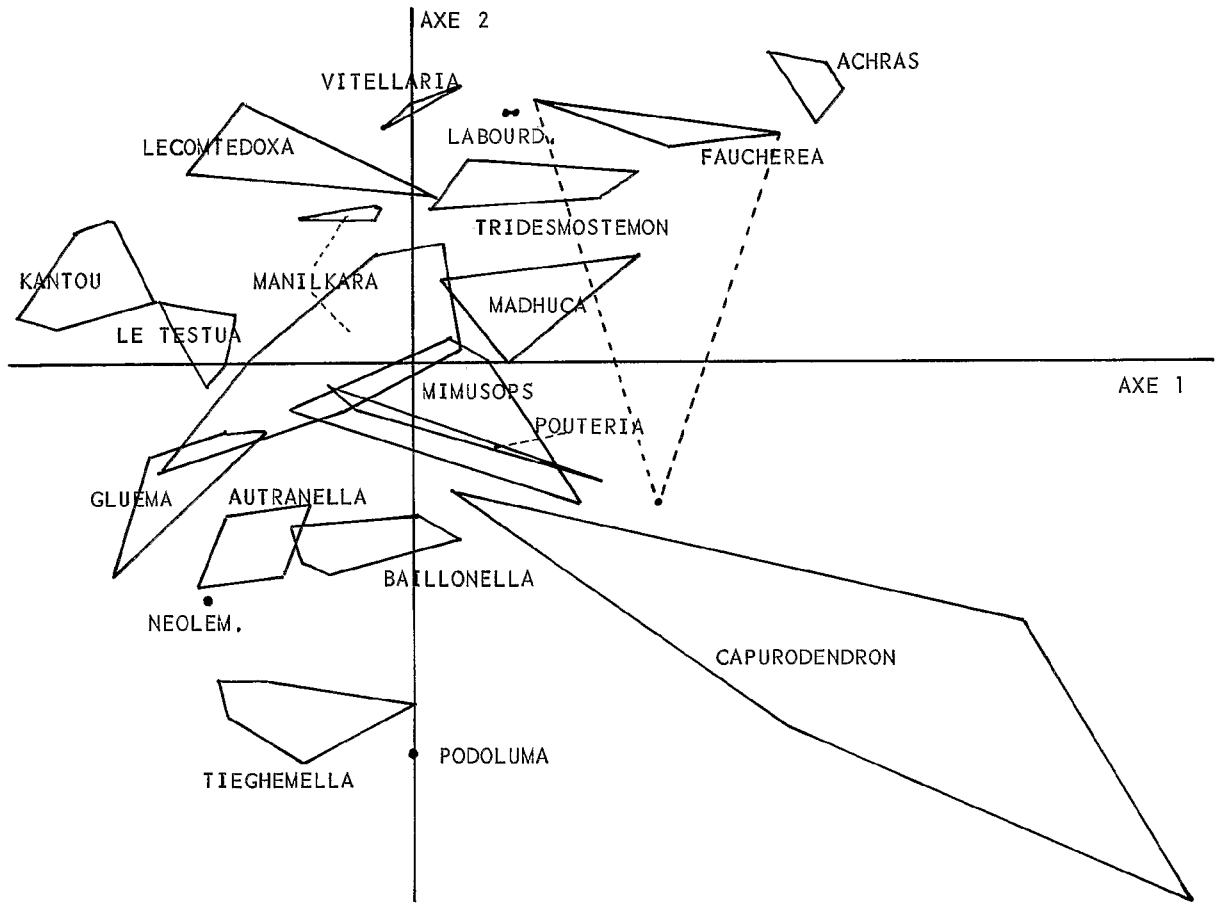 AXE 2
ACHRAS
VITELLARIA
LABOURD.
LECOMTEDOXA
FAUCHEREA
TRIDESMOSTEMON
KANTOU
MANILKARA
MADHUCA
LE TESTUA
AXE 1
MIMUSOPS
POUTERIA
GLUEMA
AUTRANELLA
BAILLONELLA
NEOLEM.
CAPURODENDRON
PODOLUMA
TIEGHEMELLA